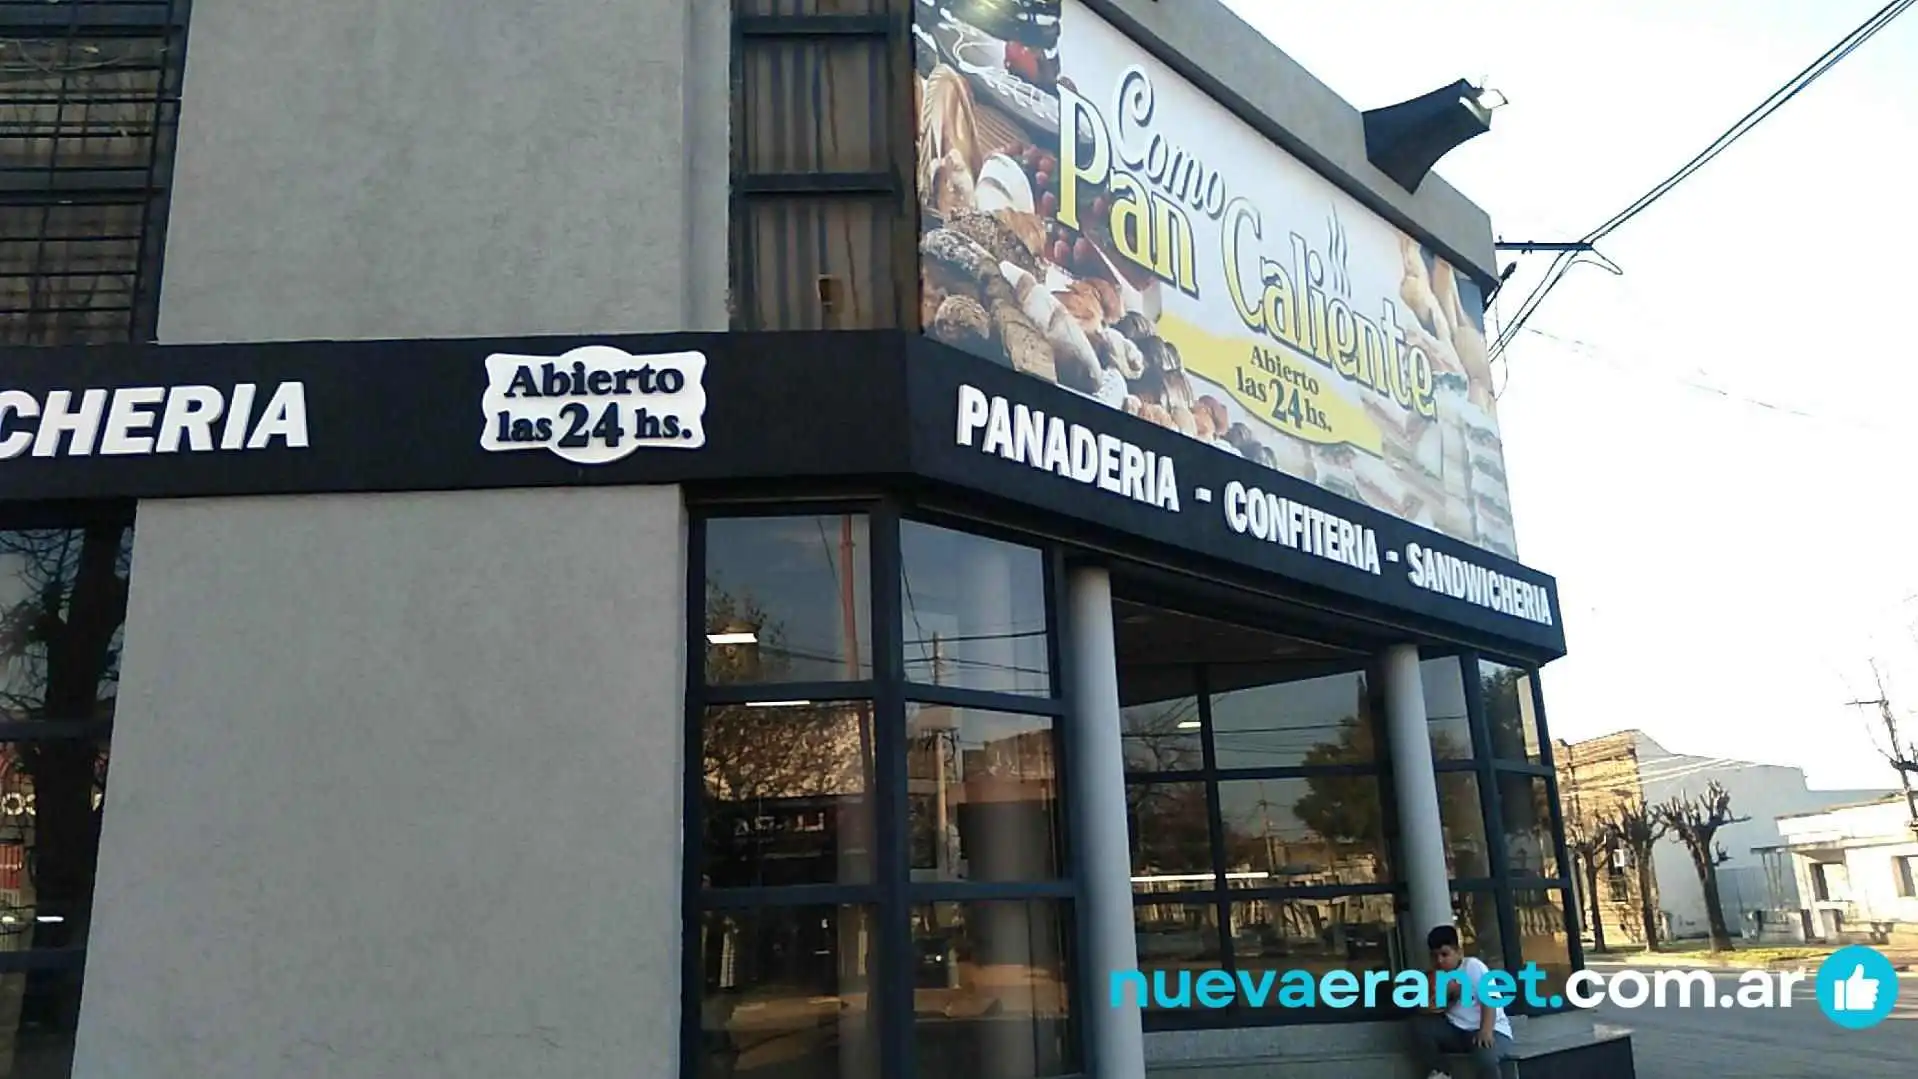 Como
Pan Caliente
Abierto
las 24 hs.
CHERIA
Abierto
las 24 hs.
PANADERIA - CONFITERIA - SANDWICHERIA
nuevaeranet.com.ar